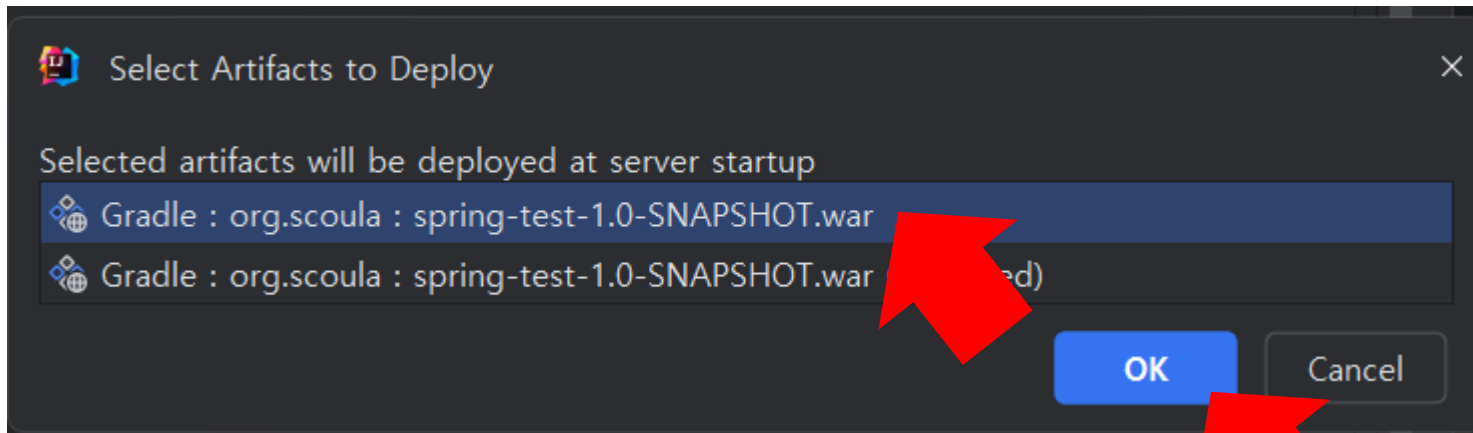 Select Artifacts to Deploy
Selected artifacts will be deployed at server startup
Gradle : org.scoula : spring-test-1.0-SNAPSHOT.war
Gradle : org.scoula : spring-test-1.0-SNAPSHOT.war
OK
Cancel